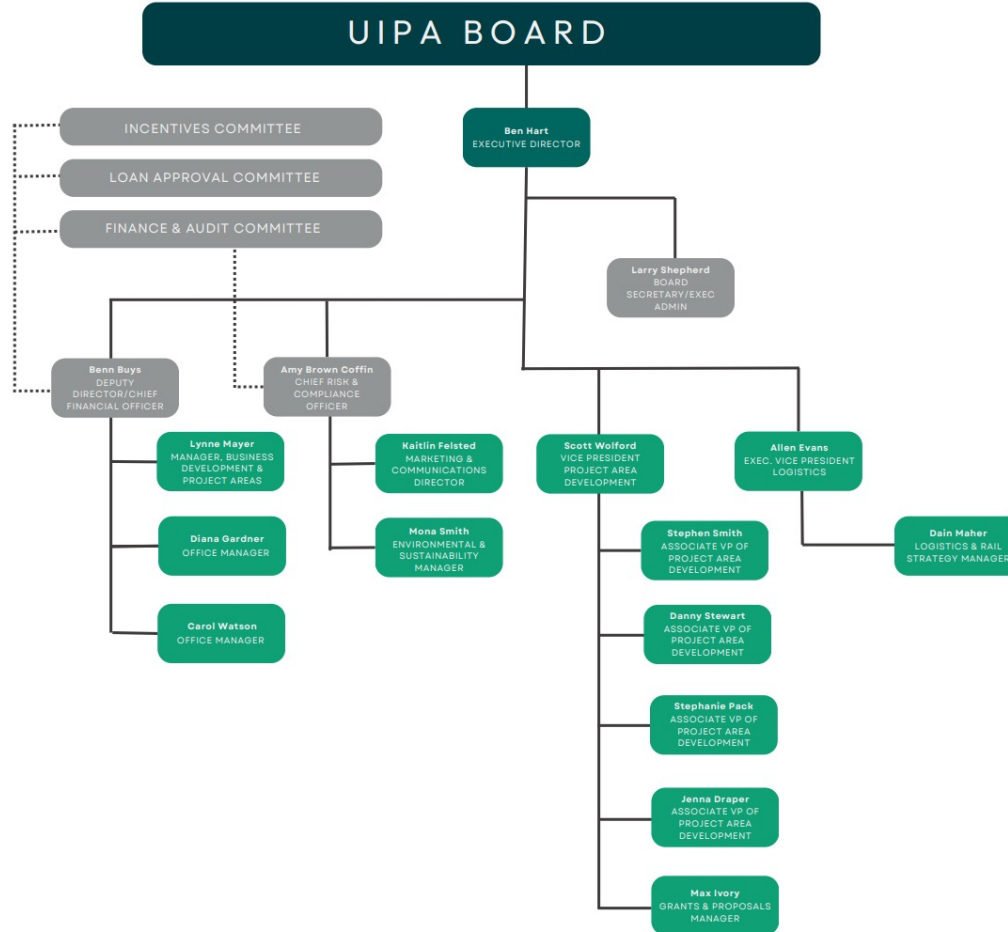 UIPA BOARD
Ben Hart
EXECUTIVE DIRECTOR
INCENTIVES COMMITTEE
LOAN APPROVAL COMMITTEE
FINANCE & AUDIT COMMITTEE
Larry Shepherd
BOARD
SECRETARY/EXEC
ADMIN
Benn Buys
DEPUTY
DIRECTOR/CHIEF
FINANCIAL OFFICER
Amy Brown Coffin
CHIEF RISK &
COMPLIANCE
OFFICER
Lynne Mayer
MANAGER, BUSINESS
DEVELOPMENT &
PROJECT AREAS
Diana Gardner
OFFICE MANAGER
Carol Watson
OFFICE MANAGER
Kaitlin Felsted
MARKETING &
COMMUNICATIONS
DIRECTOR
Mona Smith
ENVIRONMENTAL &
SUSTAINABILITY
MANAGER
Scott Wolford
VICE PRESIDENT
PROJECT AREA
DEVELOPMENT
Stephen Smith
ASSOCIATE VP OF
PROJECT AREA
DEVELOPMENT
Danny Stewart
ASSOCIATE VP OF
PROJECT AREA
DEVELOPMENT
Stephanie Pack
ASSOCIATE VP OF
PROJECT AREA
DEVELOPMENT
Jenna Draper
ASSOCIATE VP OF
PROJECT AREA
DEVELOPMENT
Max Ivory
GRANTS & PROPOSALS
MANAGER
Allen Evans
EXEC. VICE PRESIDENT
LOGISTICS
Dain Maher
LOGISTICS & RAIL
STRATEGY MANAGER